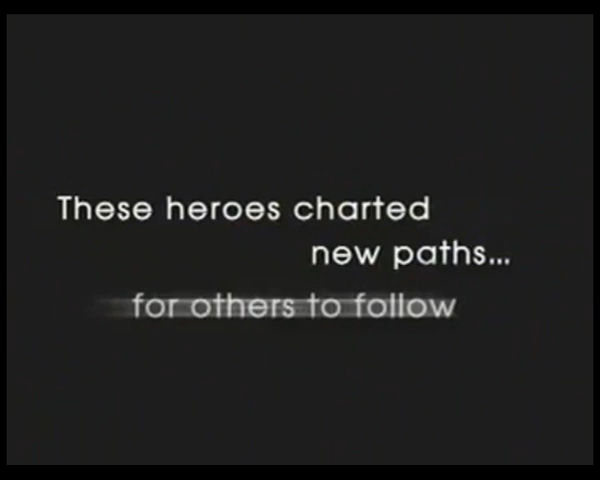 These heroes charted
new paths...
for others to follow